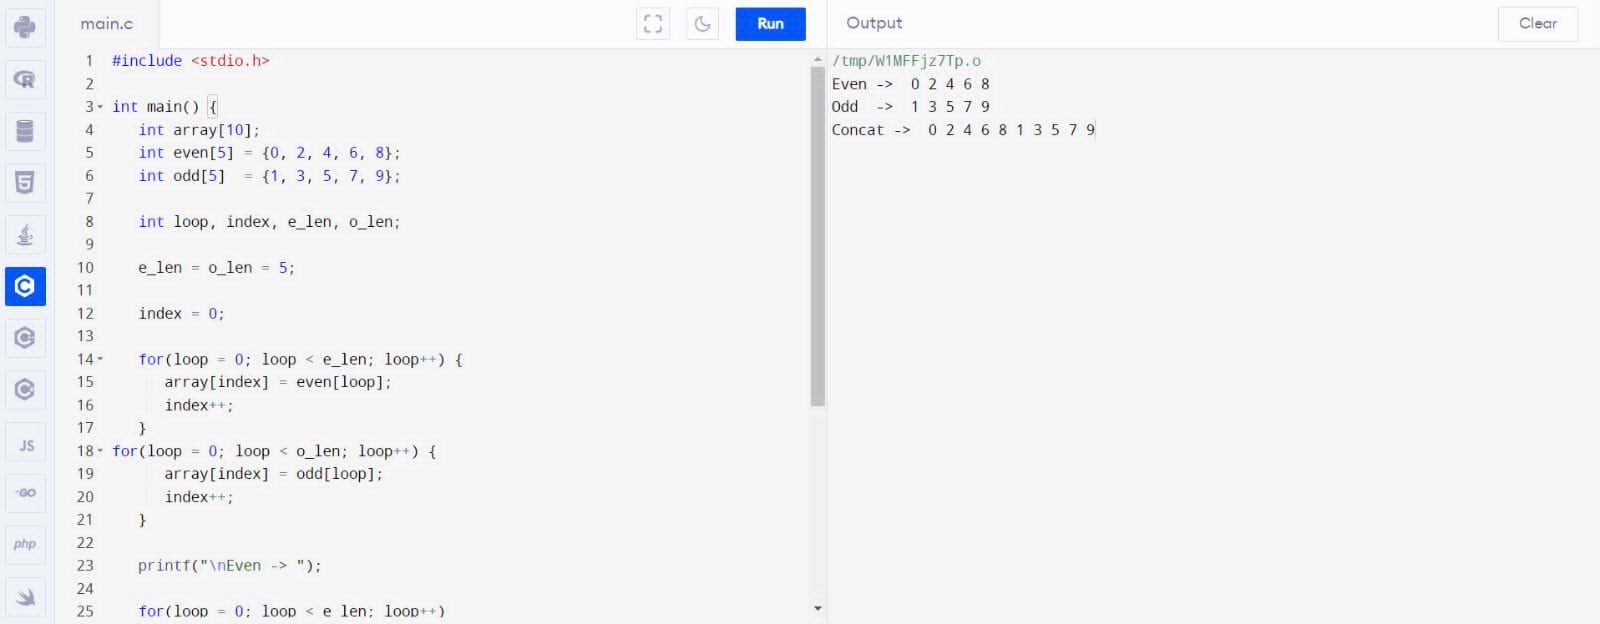 main.c
Run
Output
Clear
1 #include <stdio.h>
2
3 int main() {
4 int array[10];
5 int even[5] = {0, 2, 4, 6, 8};
6 int odd[5]  = {1, 3, 5, 7, 9};
7
8 int loop, index, e_len, o_len;
9
10 e_len = o_len = 5;
11
12 index = 0;
13
14 for(loop = 0; loop < e_len; loop++) {
15 array[index] = even[loop];
16 index++;
17 }
18 for(loop = 0; loop < o_len; loop++) {
19 array[index] = odd[loop];
20 index++;
21 }
22
23 printf("\nEven -> ");
24
25 for(loop = 0; loop < e_len; loop++)
/tmp/W1MFFjz7Tp.o
Even ->  0 2 4 6 8
Odd  ->  1 3 5 7 9
Concat ->  0 2 4 6 8 1 3 5 7 9
R
5
C
C
C
JS
GO
php